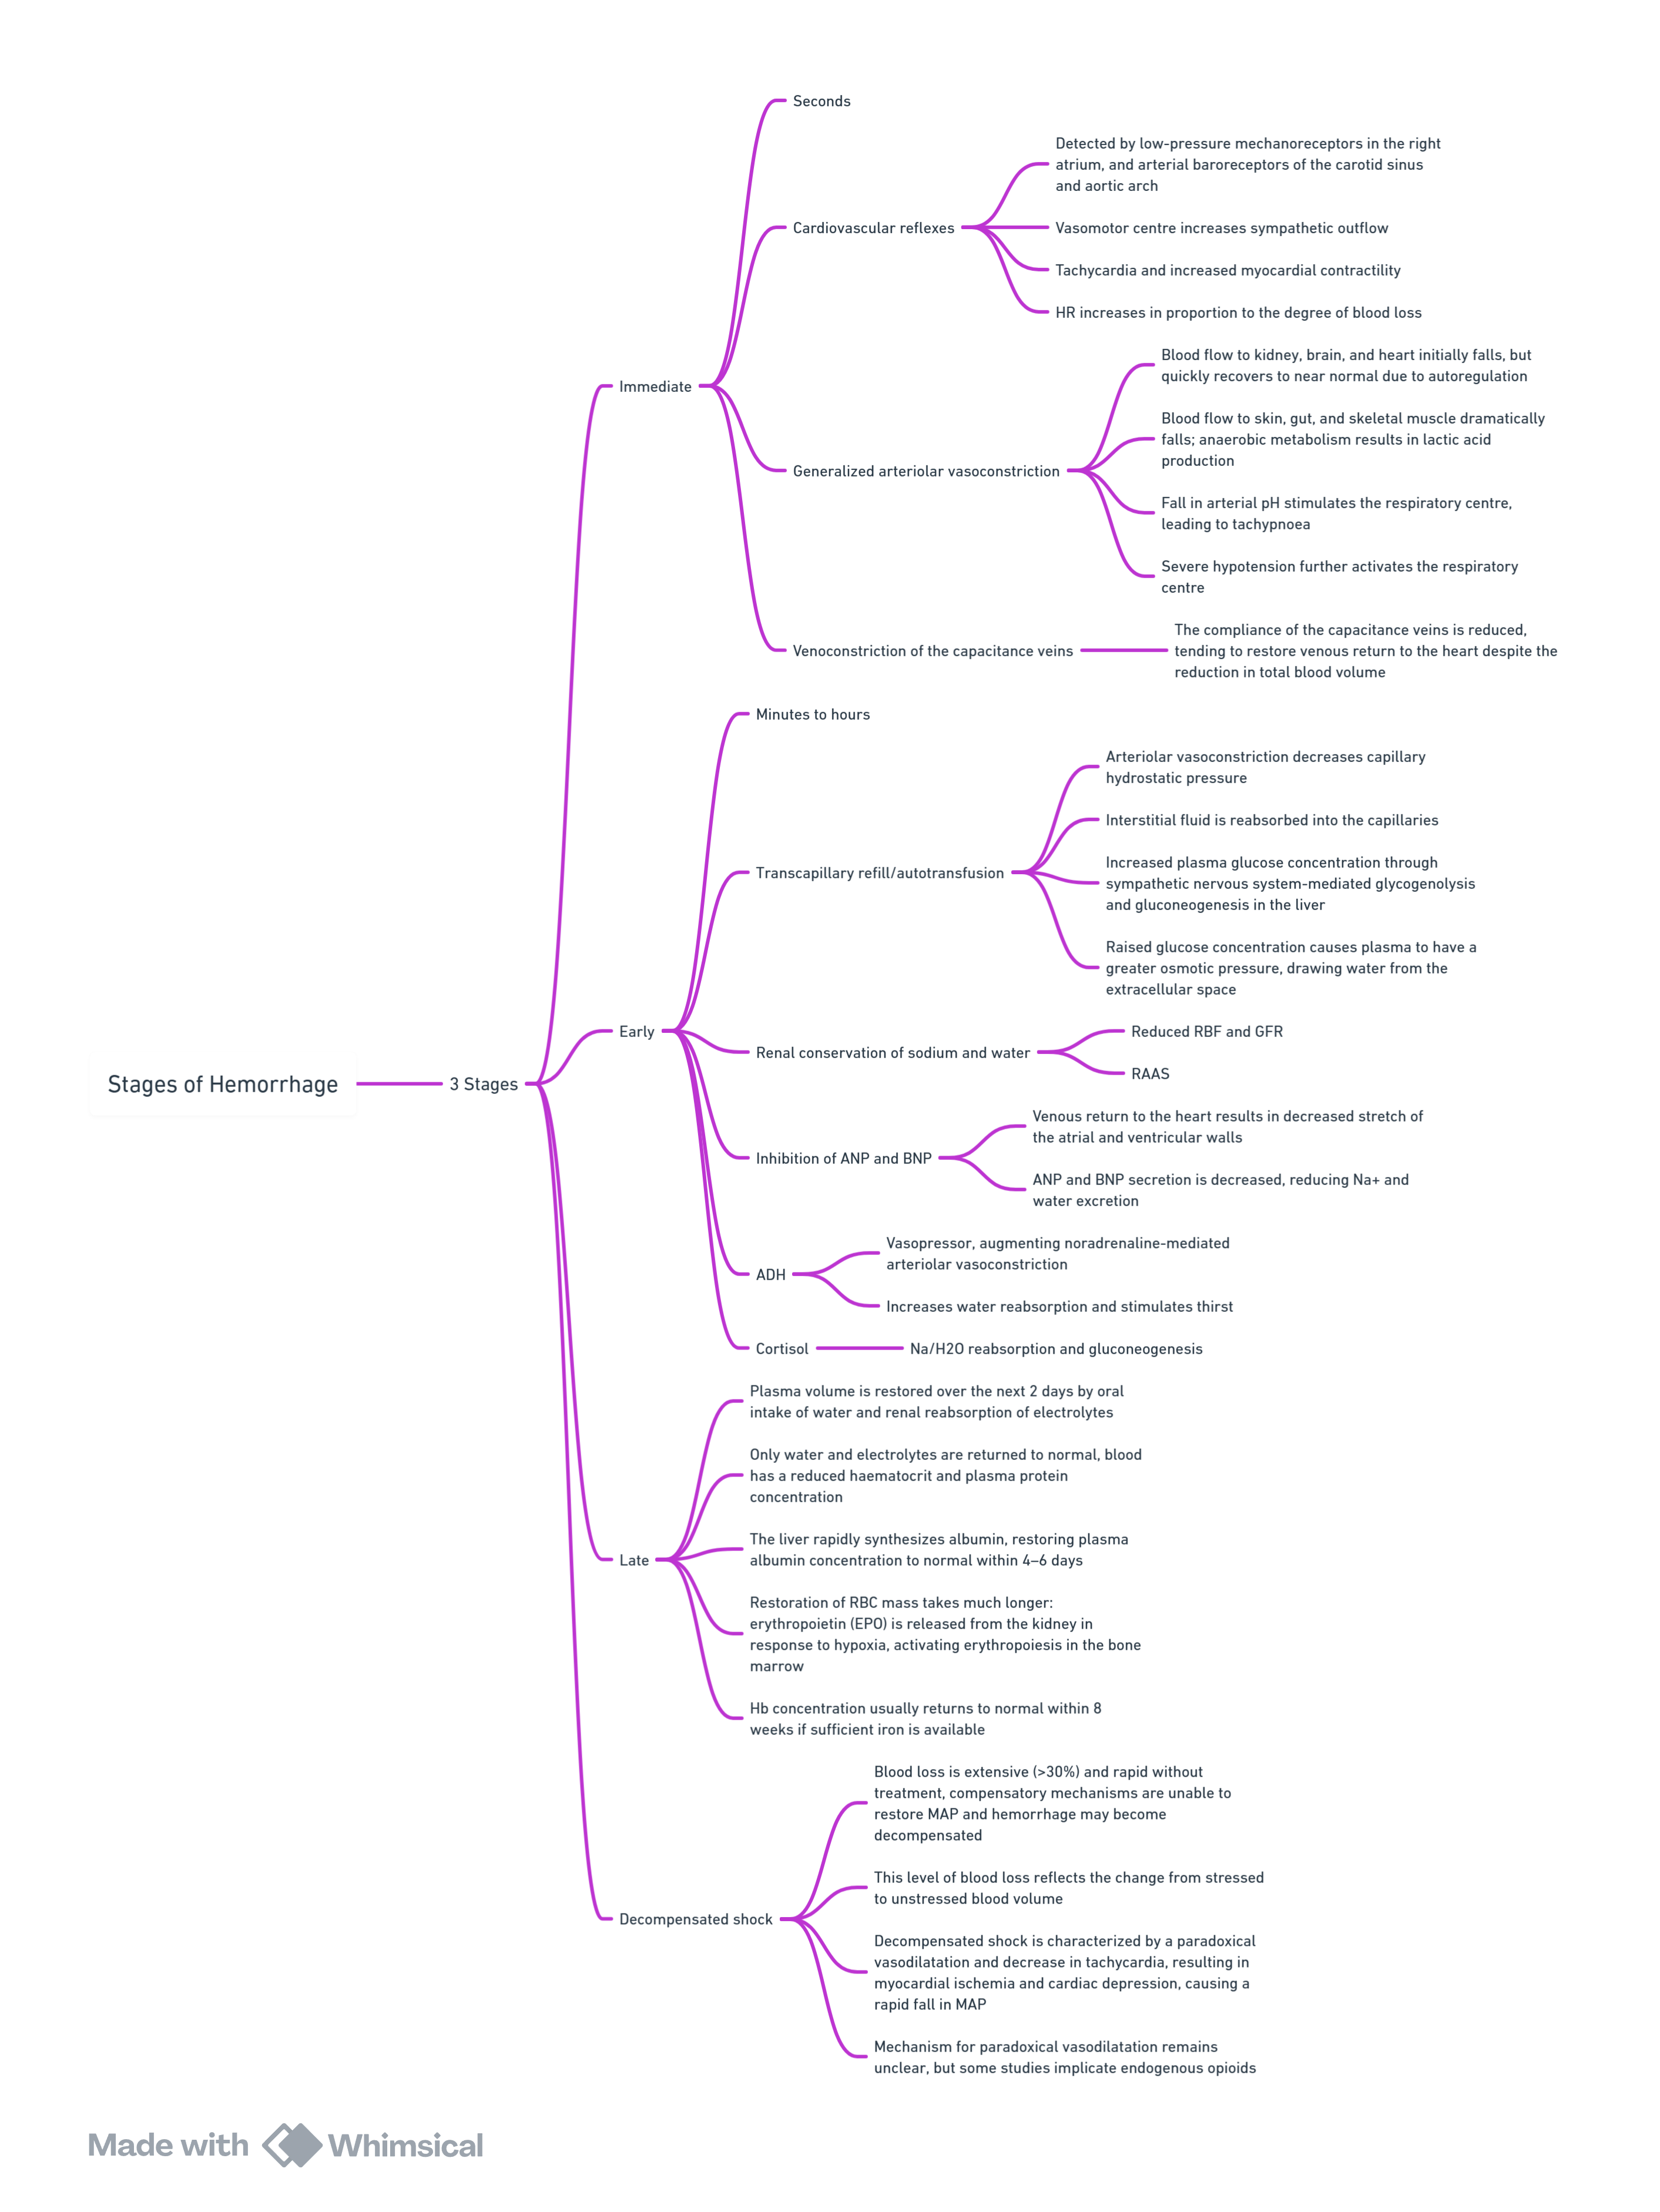 Stages of Hemorrhage
3 Stages
Immediate
Seconds
Cardiovascular reflexes
Detected by low-pressure mechanoreceptors in the right
atrium, and arterial baroreceptors of the carotid sinus
and aortic arch
Vasomotor centre increases sympathetic outflow
Tachycardia and increased myocardial contractility
HR increases in proportion to the degree of blood loss
Generalized arteriolar vasoconstriction
Blood flow to kidney, brain, and heart initially falls, but
quickly recovers to near normal due to autoregulation
Blood flow to skin, gut, and skeletal muscle dramatically
falls; anaerobic metabolism results in lactic acid
production
Fall in arterial pH stimulates the respiratory centre,
leading to tachypnoea
Severe hypotension further activates the respiratory
centre
Venoconstriction of the capacitance veins
The compliance of the capacitance veins is reduced,
tending to restore venous return to the heart despite the
reduction in total blood volume
Early
Minutes to hours
Transcapillary refill/autotransfusion
Arteriolar vasoconstriction decreases capillary
hydrostatic pressure
Interstitial fluid is reabsorbed into the capillaries
Increased plasma glucose concentration through
sympathetic nervous system-mediated glycogenolysis
and gluconeogenesis in the liver
Raised glucose concentration causes plasma to have a
greater osmotic pressure, drawing water from the
extracellular space
Renal conservation of sodium and water
Reduced RBF and GFR
RAAS
Inhibition of ANP and BNP
Venous return to the heart results in decreased stretch of
the atrial and ventricular walls
ANP and BNP secretion is decreased, reducing Na+ and
water excretion
ADH
Vasopressor, augmenting noradrenaline-mediated
arteriolar vasoconstriction
Increases water reabsorption and stimulates thirst
Cortisol
Na/H2O reabsorption and gluconeogenesis
Late
Plasma volume is restored over the next 2 days by oral
intake of water and renal reabsorption of electrolytes
Only water and electrolytes are returned to normal, blood
has a reduced haematocrit and plasma protein
concentration
The liver rapidly synthesizes albumin, restoring plasma
albumin concentration to normal within 4–6 days
Restoration of RBC mass takes much longer:
erythropoietin (EPO) is released from the kidney in
response to hypoxia, activating erythropoiesis in the bone
marrow
Hb concentration usually returns to normal within 8
weeks if sufficient iron is available
Decompensated shock
Blood loss is extensive (>30%) and rapid without
treatment, compensatory mechanisms are unable to
restore MAP and hemorrhage may become
decompensated
This level of blood loss reflects the change from stressed
to unstressed blood volume
Decompensated shock is characterized by a paradoxical
vasodilatation and decrease in tachycardia, resulting in
myocardial ischemia and cardiac depression, causing a
rapid fall in MAP
Mechanism for paradoxical vasodilatation remains
unclear, but some studies implicate endogenous opioids
Made with Whimsical